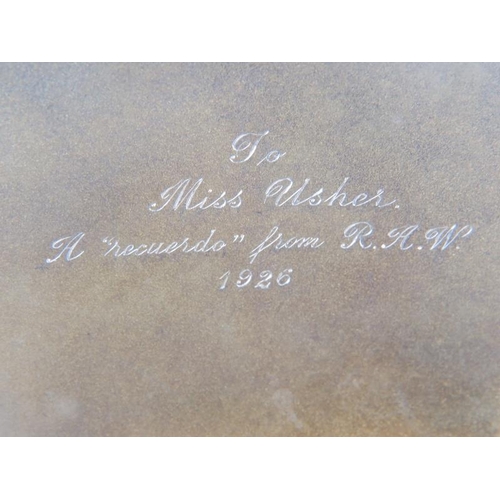 To
Miss Usher.
A "recuerdo" from R.A.W.
1926